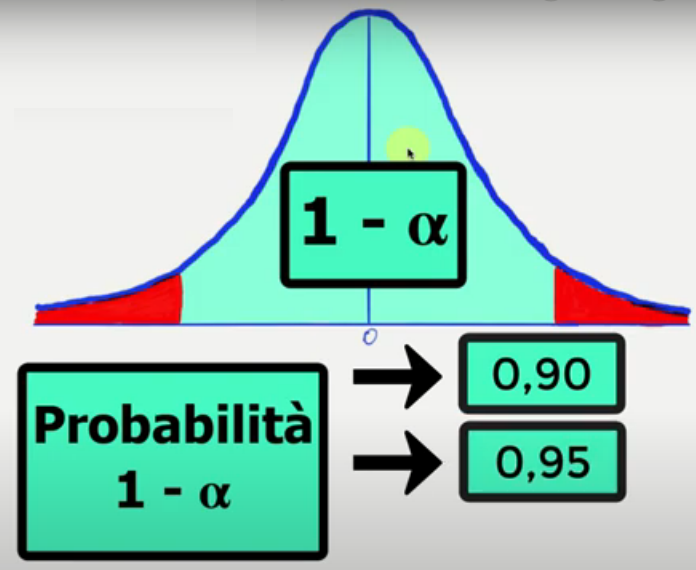 1 - α
0
Probabilità
1 - α
0,90
0,95